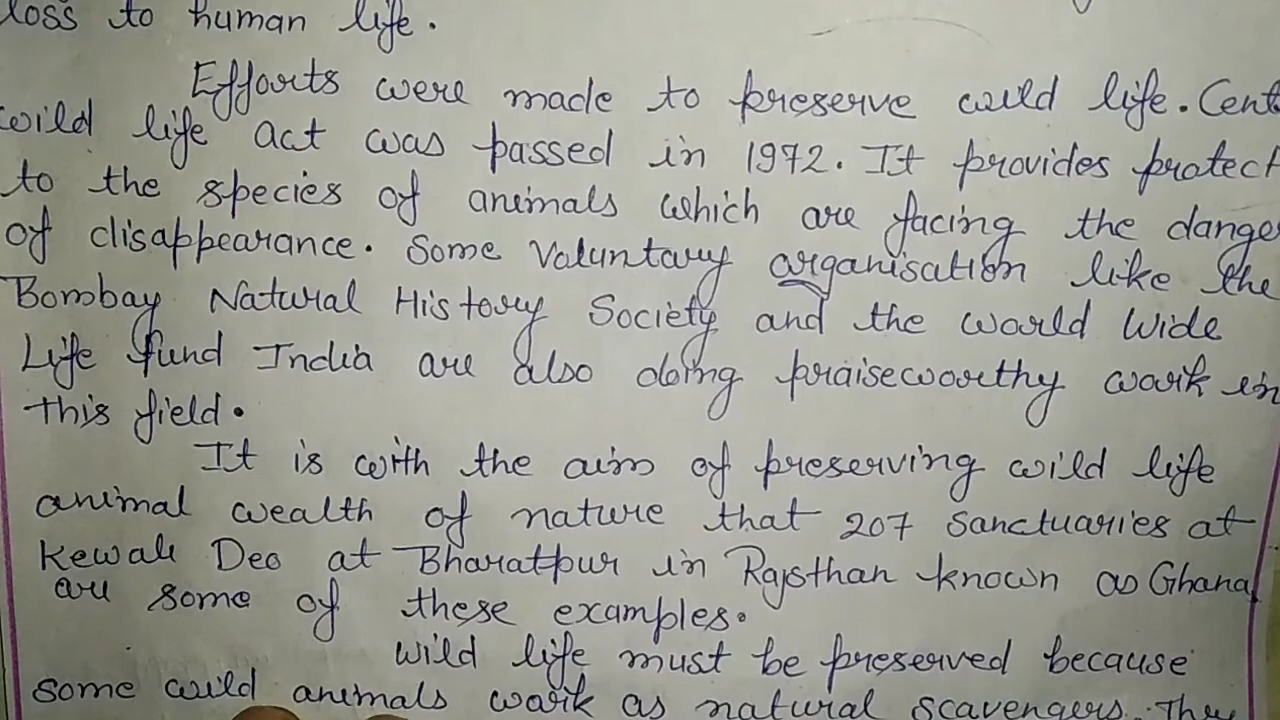 loss to human life.
Efforts were made to preserve wild life. Cent
wild life act was passed in 1972. It provides protect
to the species of animals which are facing the dange
of disappearance. Some Voluntary organisation like the
Bombay Natural History Society and the world Wide
Life fund India are also doing praiseworthy work in
this field.
It is with the aim of preserving wild life
animal wealth of nature that 207 Sanctuaries at
Kewali Deo at Bharatpur in Rajsthan known as Ghana
are some of these examples.
Wild life must be preserved because
some wild animals work as natural scavengers. They